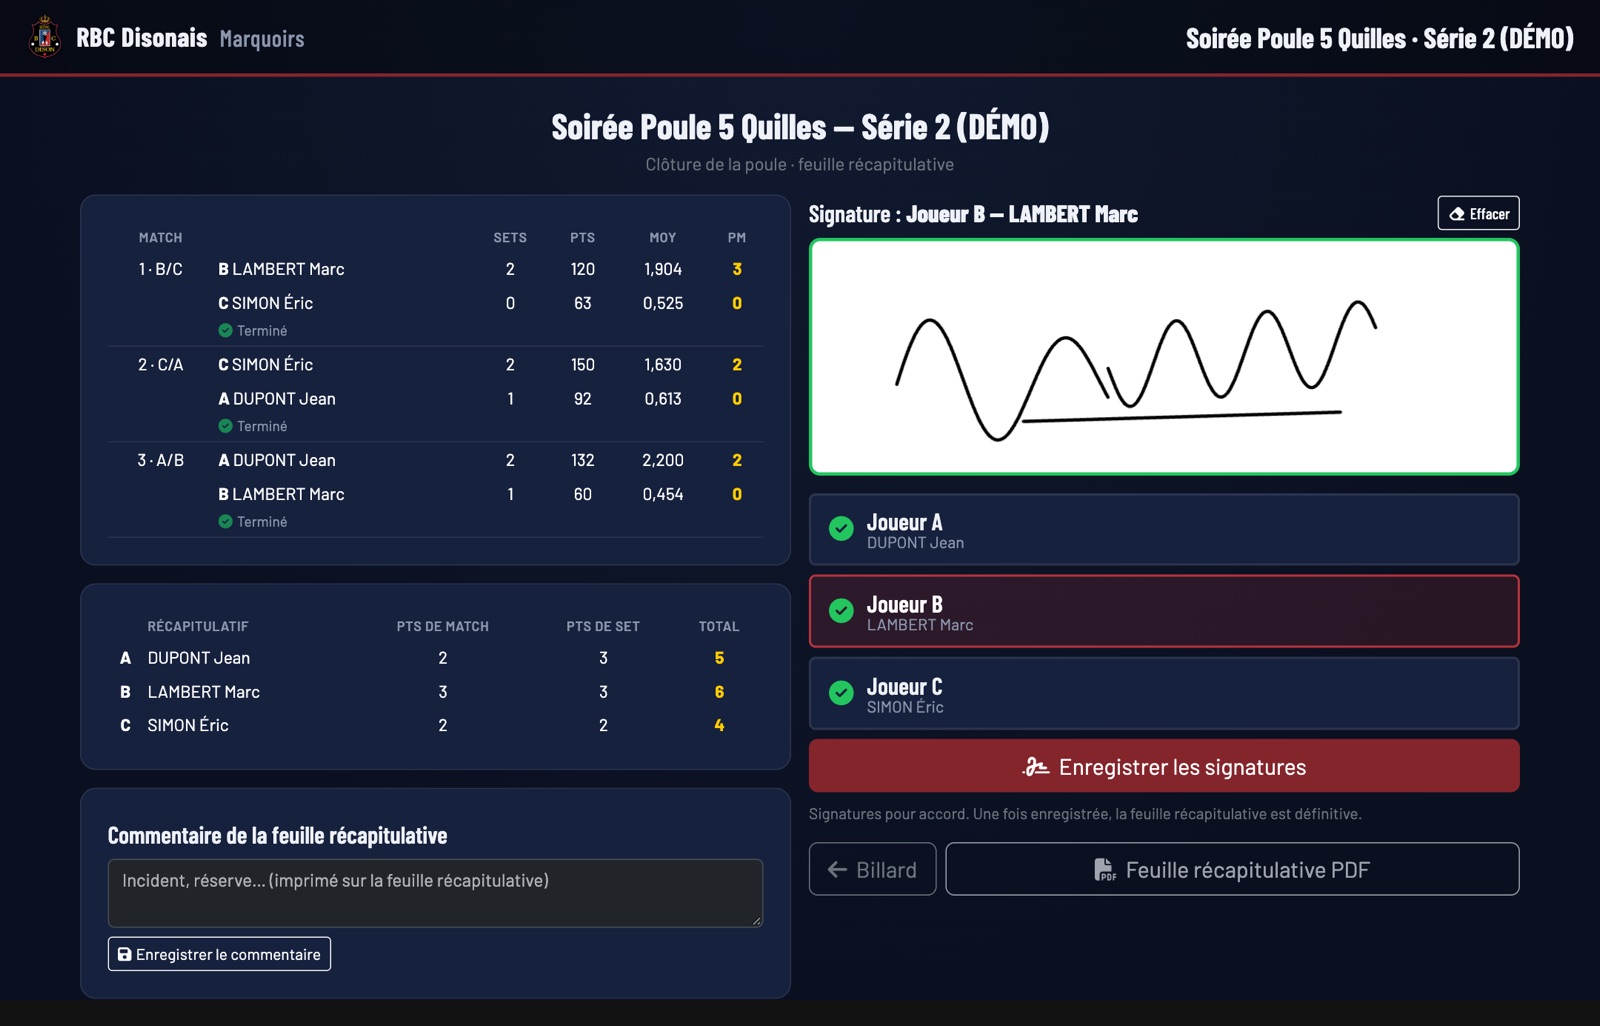 RBC Disonais Marquoirs
Soirée Poule 5 Quilles · Série 2 (DÉMO)
Soirée Poule 5 Quilles — Série 2 (DÉMO)
Clôture de la poule · feuille récapitulative
MATCH SETS PTS MOY PM
1 · B/C B LAMBERT Marc 2 120 1,904 3
C SIMON Éric 0 63 0,525 0
Terminé
2 · C/A C SIMON Éric 2 150 1,630 2
A DUPONT Jean 1 92 0,613 0
Terminé
3 · A/B A DUPONT Jean 2 132 2,200 2
B LAMBERT Marc 1 60 0,454 0
Terminé
RÉCAPITULATIF PTS DE MATCH PTS DE SET TOTAL
A DUPONT Jean 2 3 5
B LAMBERT Marc 3 3 6
C SIMON Éric 2 2 4
Commentaire de la feuille récapitulative
Incident, réserve... (imprimé sur la feuille récapitulative)
Enregistrer le commentaire
Signature : Joueur B — LAMBERT Marc
Effacer
Joueur A
DUPONT Jean
Joueur B
LAMBERT Marc
Joueur C
SIMON Éric
Enregistrer les signatures
Signatures pour accord. Une fois enregistrée, la feuille récapitulative est définitive.
Billard
Feuille récapitulative PDF